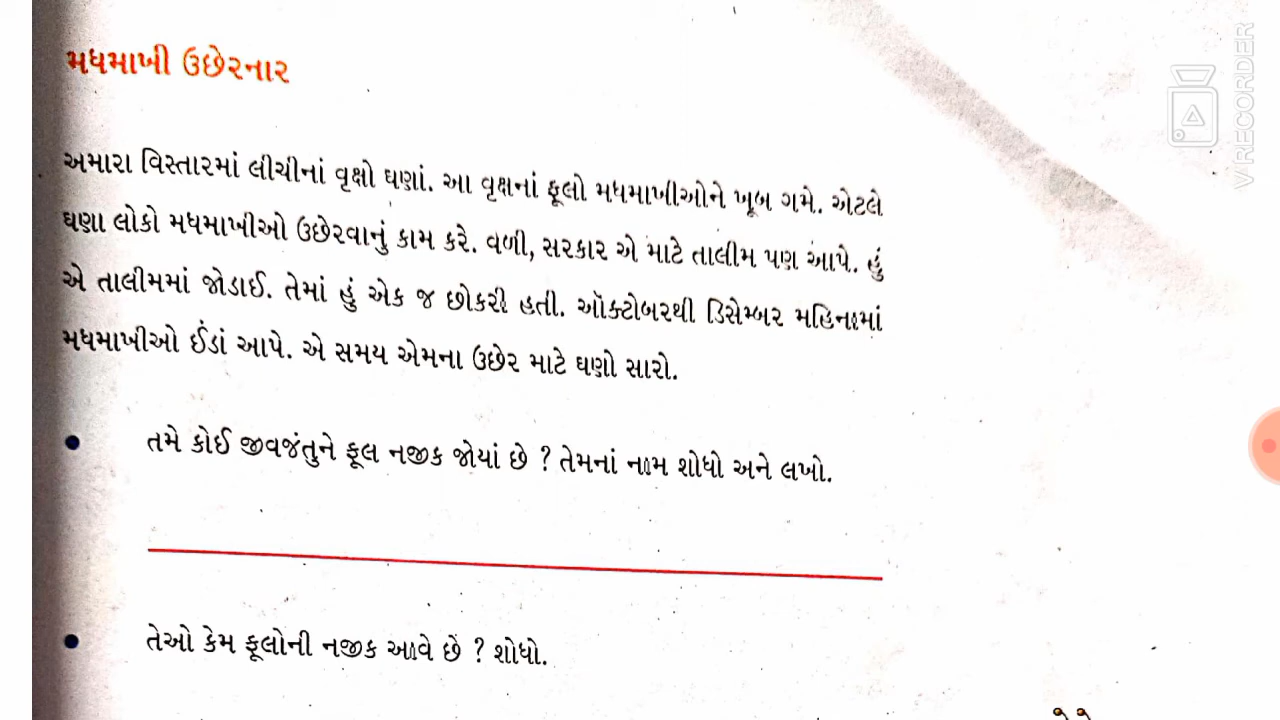 મધમાખી ઉછેરનાર
અમારા વિસ્તારમાં લીચીનાં વૃક્ષો ઘણાં. આ વૃક્ષનાં ફૂલો મધમાખીઓને ખૂબ ગમે. એટલે
ઘણા લોકો મધમાખીઓ ઉછેરવાનું કામ કરે. વળી, સરકાર એ માટે તાલીમ પણ આપે. હું
એ તાલીમમાં જોડાઈ. તેમાં હું એક જ છોકરી હતી. ઑક્ટોબરથી ડિસેમ્બર મહિનામાં
મધમાખીઓ ઈંડાં આપે. એ સમય એમના ઉછેર માટે ઘણો સારો.
તમે કોઈ જીવજંતુને ફૂલ નજીક જોયાં છે ? તેમનાં નામ શોધો અને લખો.
તેઓ કેમ ફૂલોની નજીક આવે છે ? શોધો.
V RECORDER